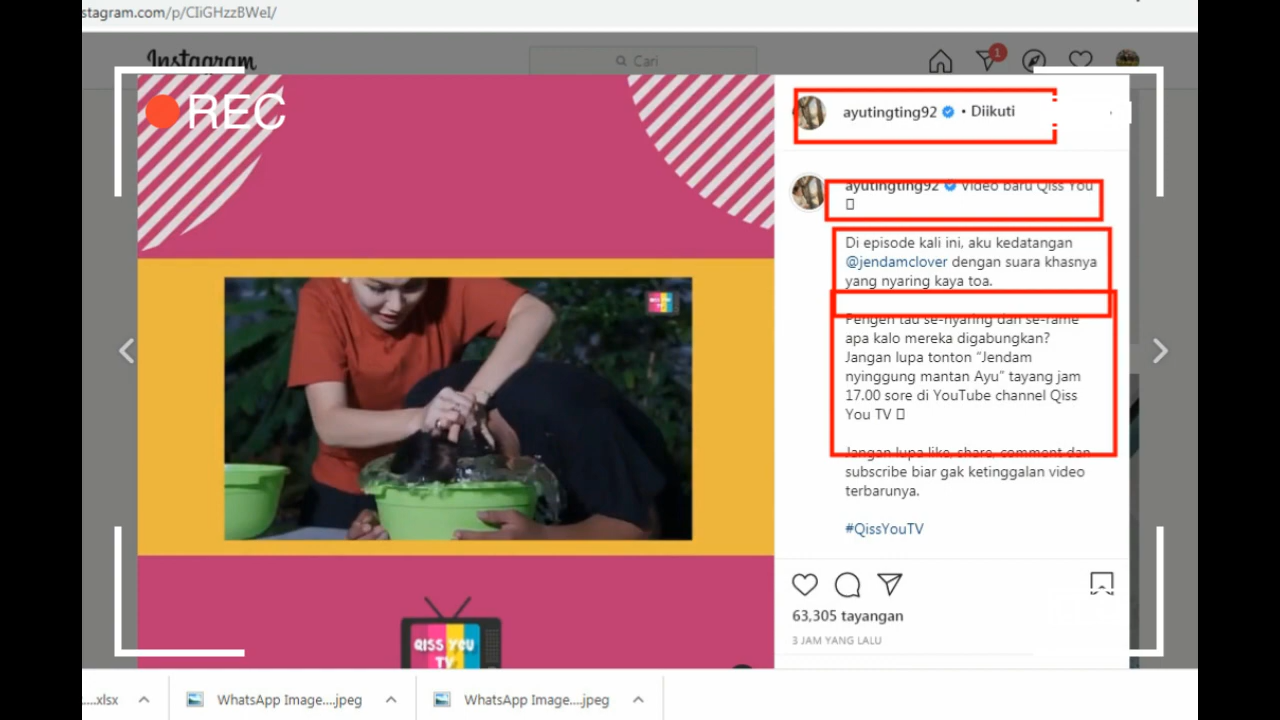 stagram.com/p/CIiGHzzBWeI/
Instagram
Cari
1
REC
ayutingting92 • Diikuti
ayutingting92 Video baru Qiss You
Di episode kali ini, aku kedatangan
@jendamclover dengan suara khasnya
yang nyaring kaya toa.
Pengen tau se-nyaring dan se-rame
apa kalo mereka digabungkan?
Jangan lupa tonton “Jendam
nyinggung mantan Ayu” tayang jam
17.00 sore di YouTube channel Qiss
You TV
Jangan lupa like, share, comment dan
subscribe biar gak ketinggalan video
terbarunya.
#QissYouTV
63,305 tayangan
3 JAM YANG LALU
QISS YOU
TV
QISS YOU
....xlsx
WhatsApp Image....jpeg
WhatsApp Image....jpeg